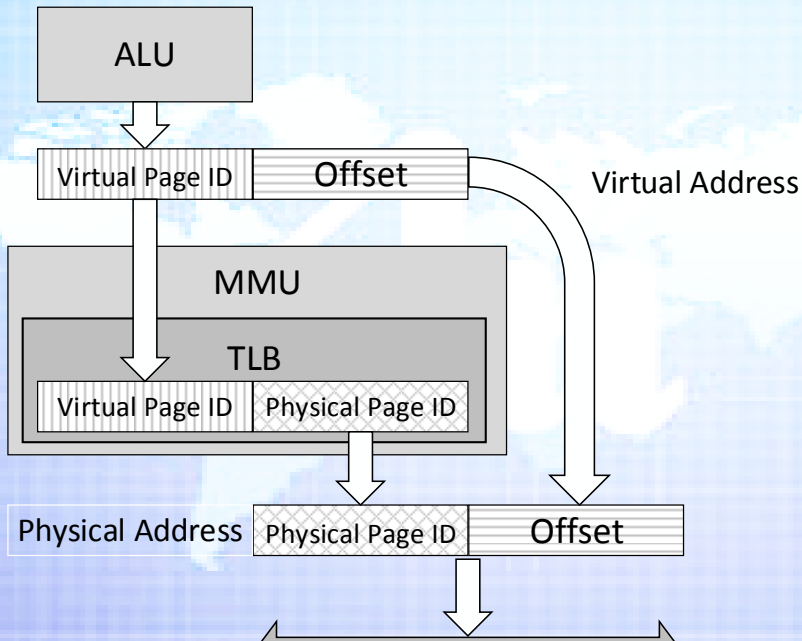 ALU
Virtual Page ID Offset
Virtual Address
MMU
TLB
Virtual Page ID Physical Page ID
Physical Address Physical Page ID Offset